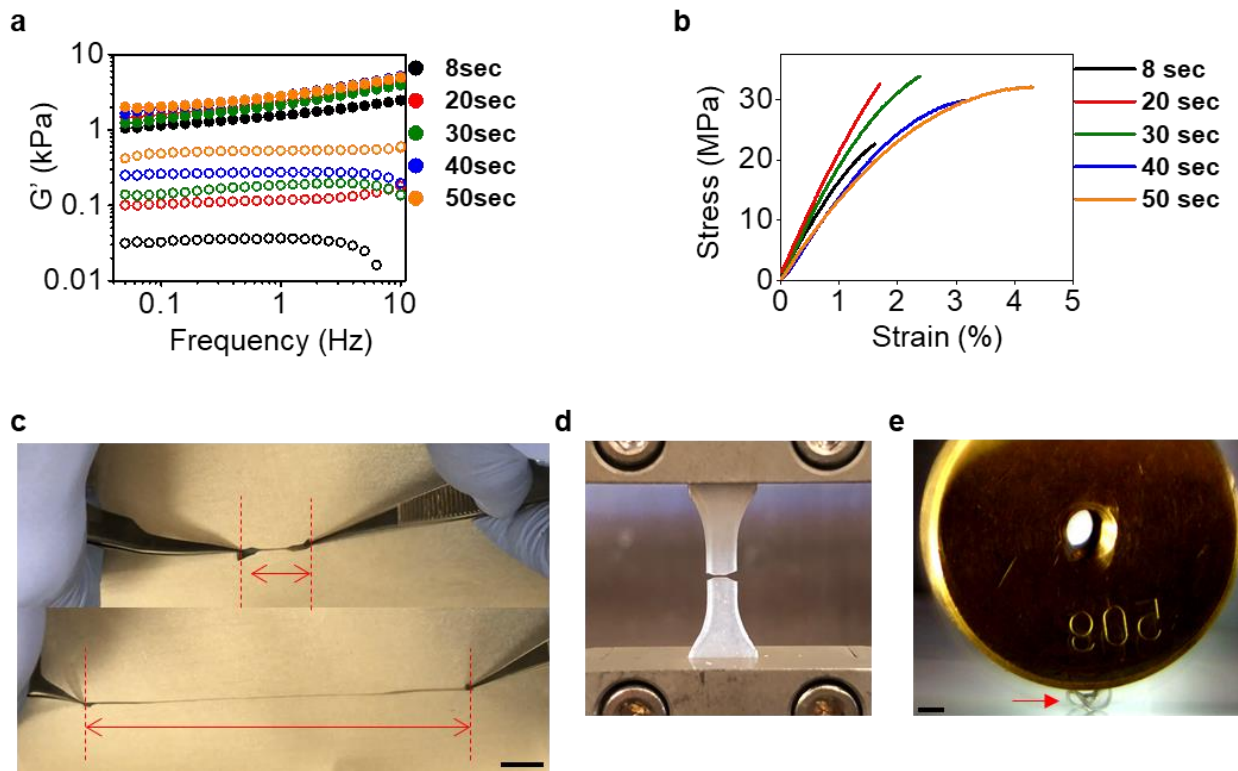 a
10
1
0.1
0.01
G' (kPa)
0.1
1
10
Frequency (Hz)
8sec
20sec
30sec
40sec
50sec
b
30
20
10
0
Stress (MPa)
0
1
2
3
4
5
Strain (%)
8 sec
20 sec
30 sec
40 sec
50 sec
c
d
e
508